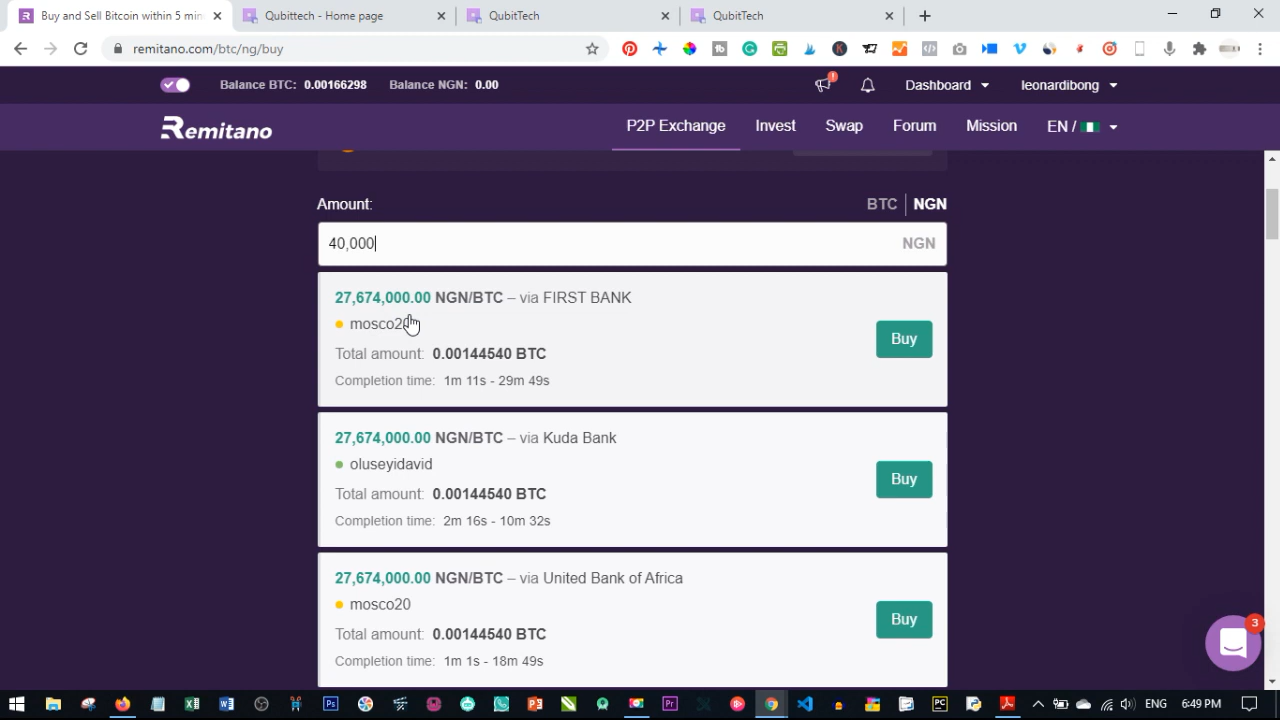 Buy and Sell Bitcoin within 5 min
Qubittech - Home page
QubitTech
QubitTech
remitano.com/btc/ng/buy
Balance BTC: 0.00166298
Balance NGN: 0.00
Dashboard
leonardibong
Remitano
P2P Exchange
Invest
Swap
Forum
Mission
EN /
Amount:
BTC | NGN
40,000
NGN
27,674,000.00 NGN/BTC – via FIRST BANK
mosco20
Total amount: 0.00144540 BTC
Completion time: 1m 11s - 29m 49s
Buy
27,674,000.00 NGN/BTC – via Kuda Bank
oluseyidavid
Total amount: 0.00144540 BTC
Completion time: 2m 16s - 10m 32s
Buy
27,674,000.00 NGN/BTC – via United Bank of Africa
mosco20
Total amount: 0.00144540 BTC
Completion time: 1m 1s - 18m 49s
Buy
3
ENG
6:49 PM